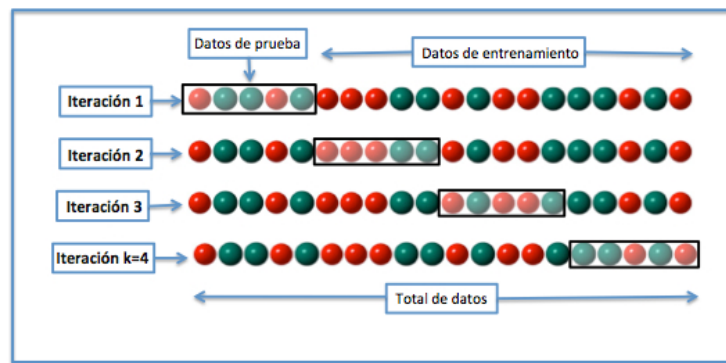 Datos de prueba
Datos de entrenamiento
Iteración 1
Iteración 2
Iteración 3
Iteración k=4
Total de datos